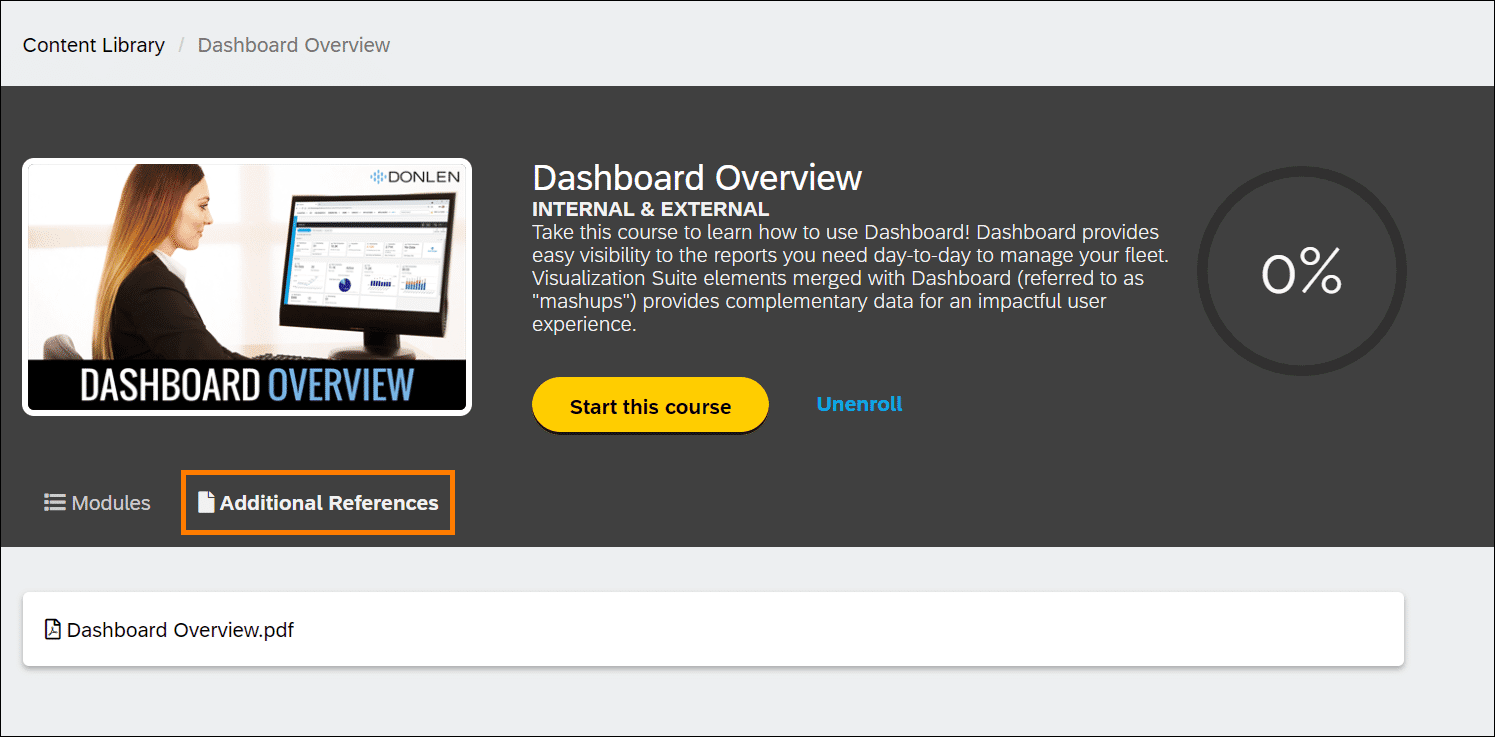 Content Library / Dashboard Overview
DONLEN
DASHBOARD OVERVIEW
Dashboard Overview
INTERNAL & EXTERNAL
Take this course to learn how to use Dashboard! Dashboard provides
easy visibility to the reports you need day-to-day to manage your fleet.
Visualization Suite elements merged with Dashboard (referred to as
"mashups") provides complementary data for an impactful user
experience.
Start this course
Unenroll
0%
Modules
Additional References
Dashboard Overview.pdf